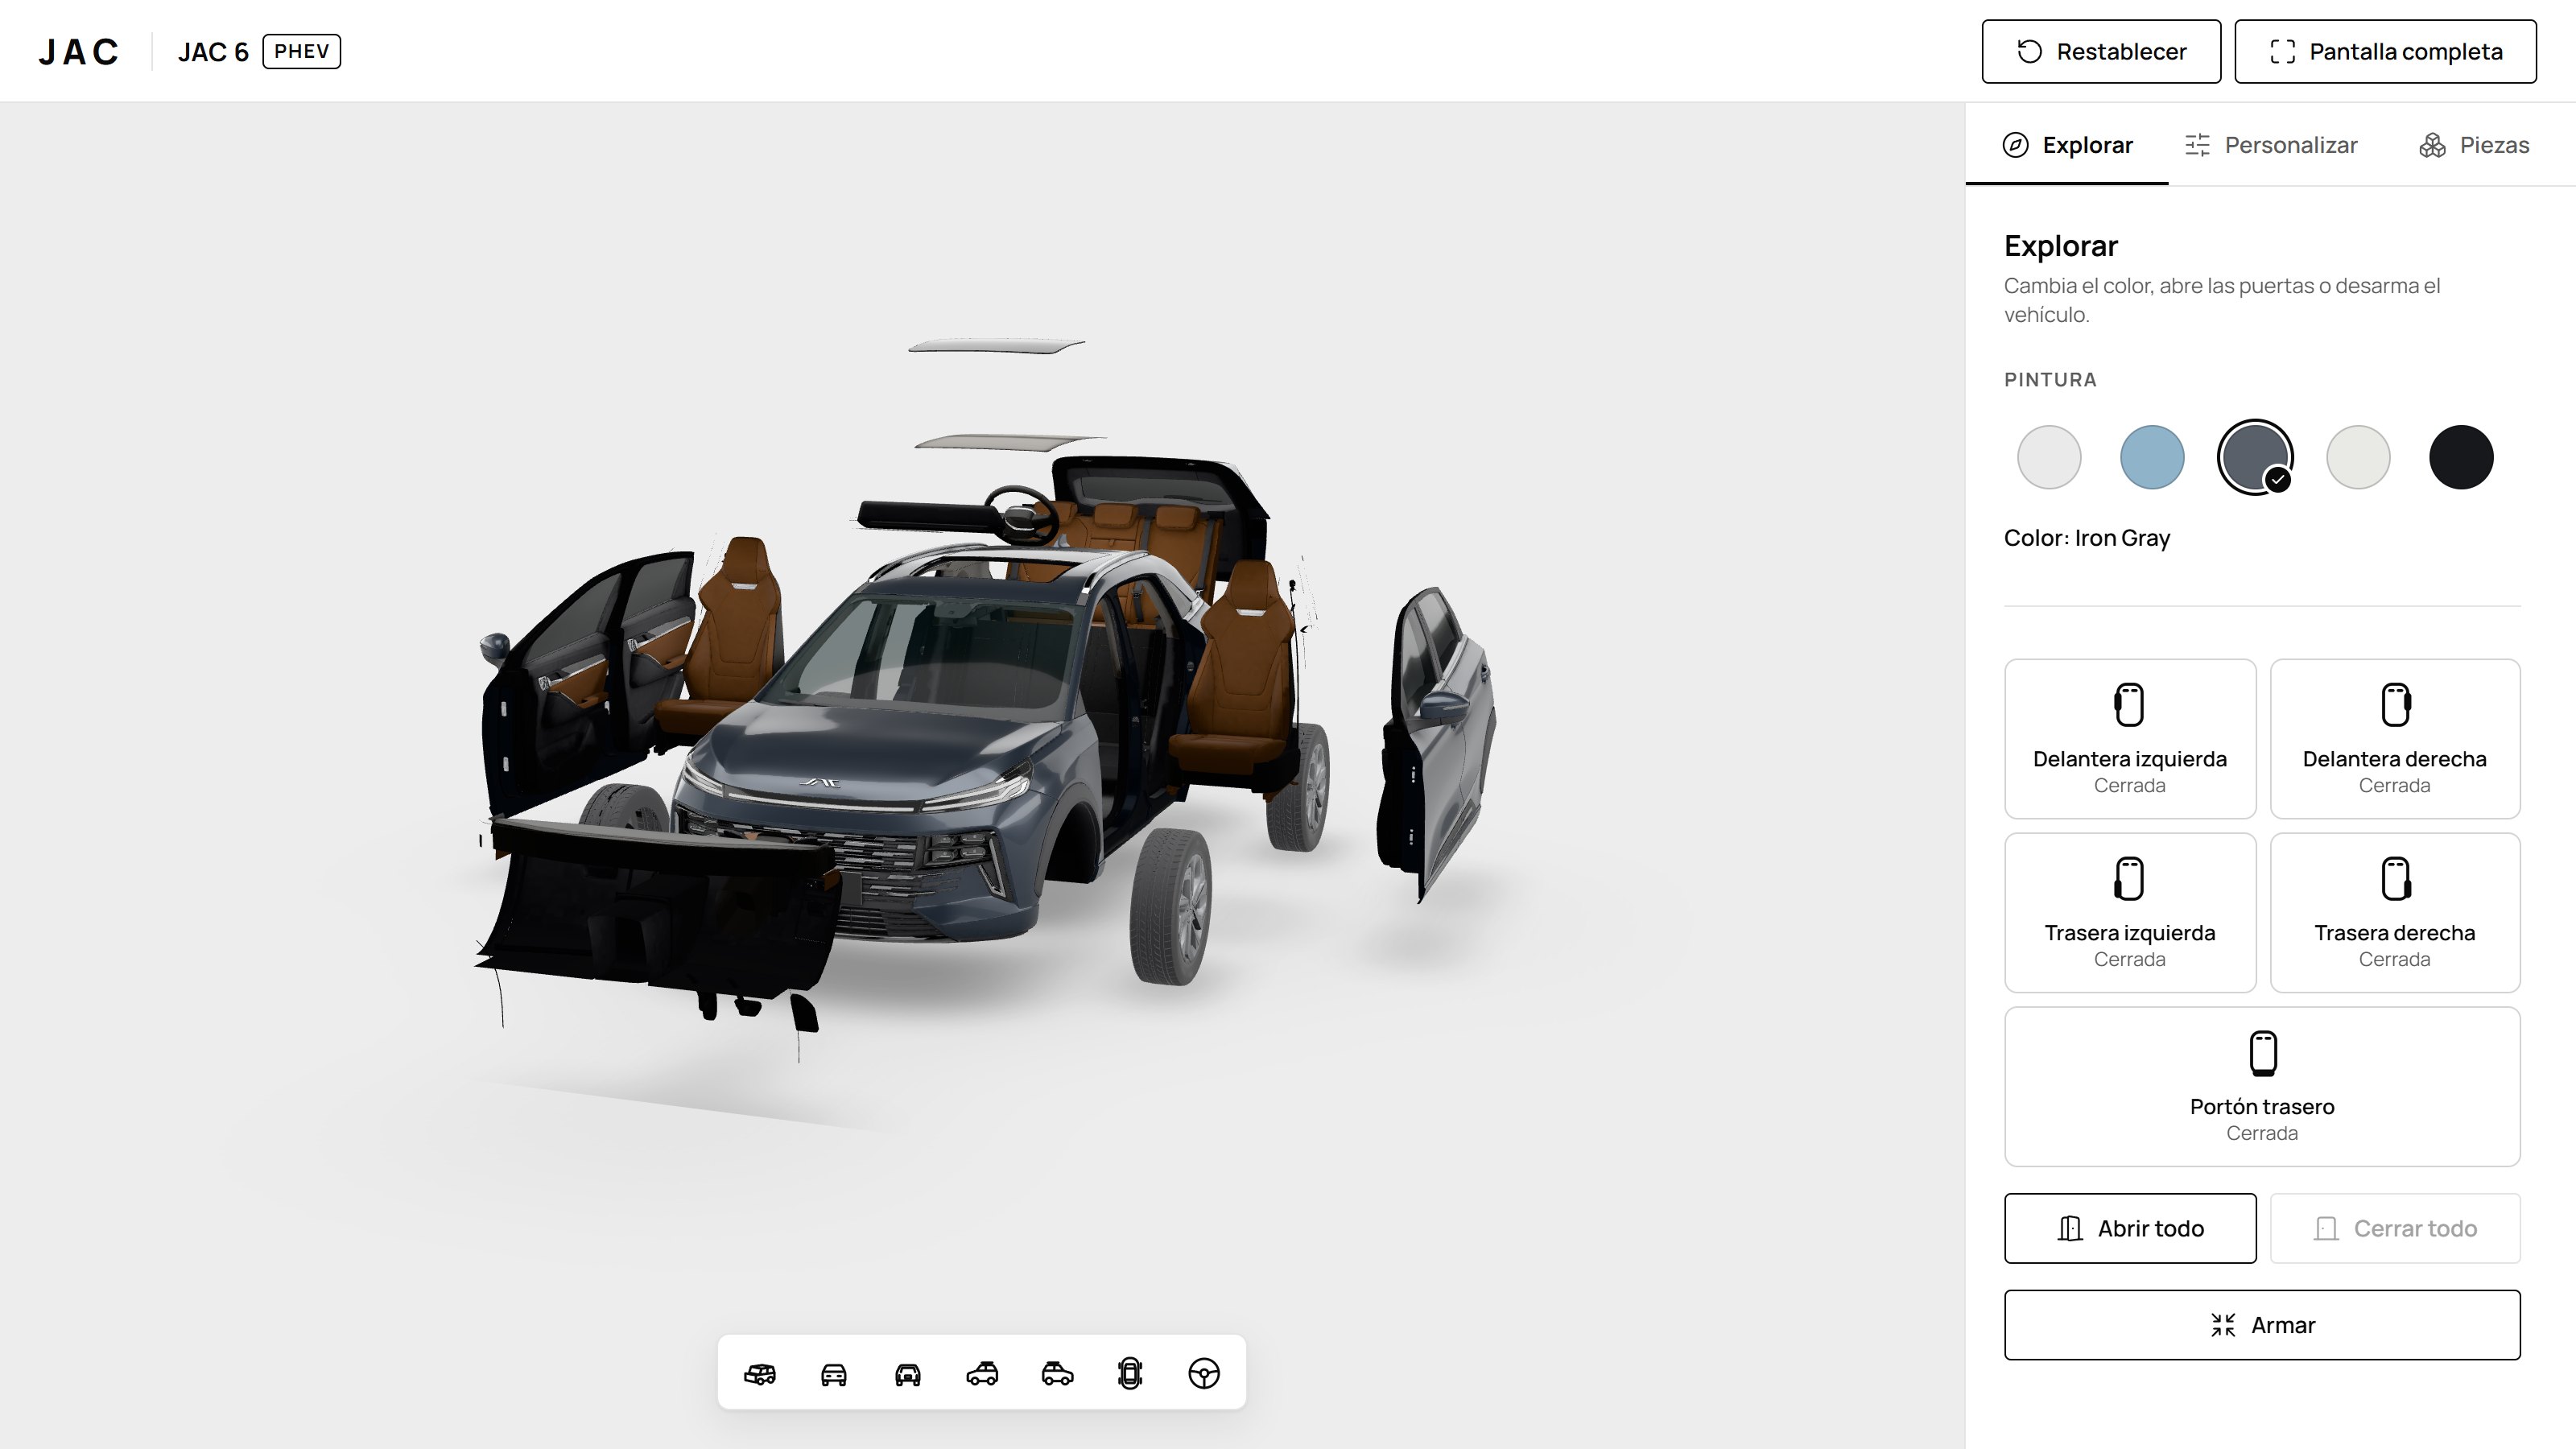 JAC
JAC 6 PHEV
Restablecer
Pantalla completa
Explorar
Personalizar
Piezas
Explorar
Cambia el color, abre las puertas o desarma el
vehículo.
PINTURA
Color: Iron Gray
Delantera izquierda
Cerrada
Delantera derecha
Cerrada
Trasera izquierda
Cerrada
Trasera derecha
Cerrada
Portón trasero
Cerrada
Abrir todo
Cerrar todo
Armar
JAC